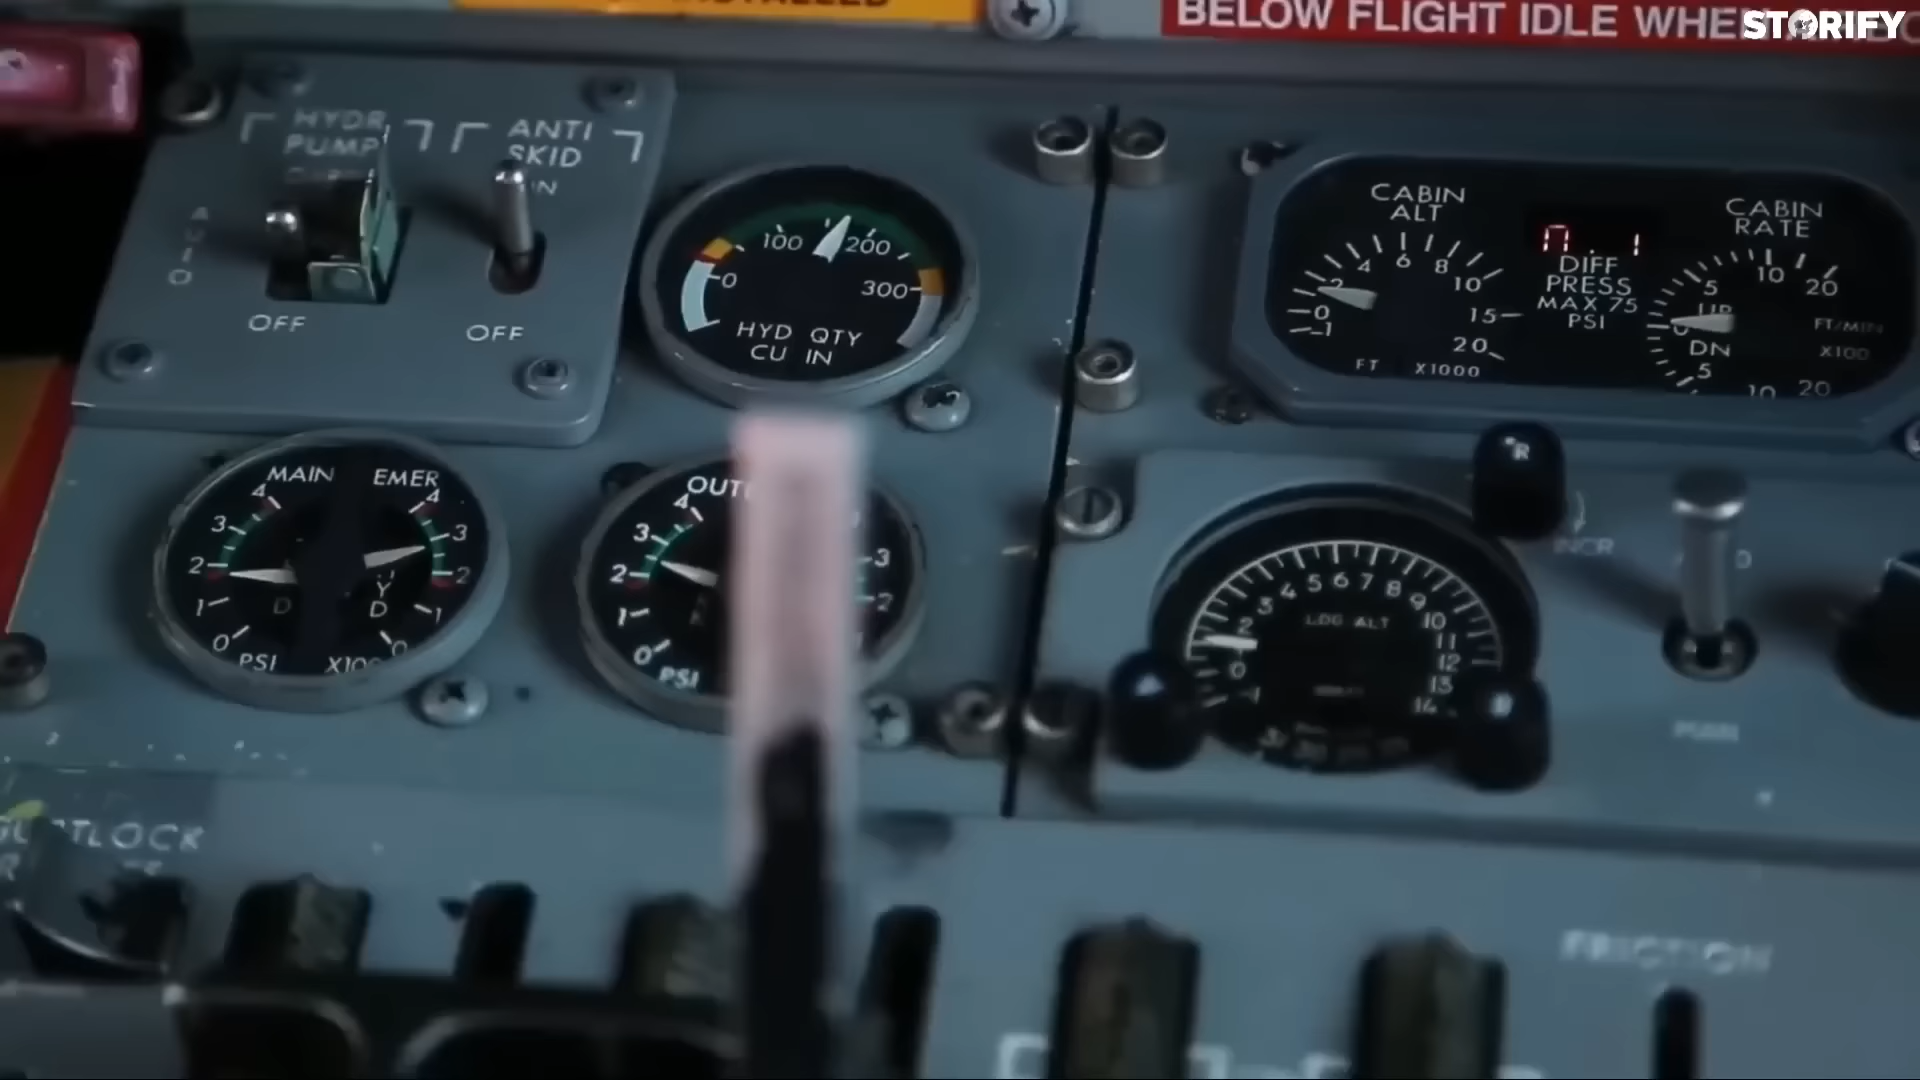 BELOW FLIGHT IDLE
STORIFY
HYDR
PUMP
ANTI
SKID
OFF
OFF
100
200
0
300
HYD QTY
CU IN
CABIN
ALT
2
4
6
8
10
0
-1
15
20
FT X1000
DIFF
PRESS
MAX 75
PSI
CABIN
RATE
5
10
20
UP
0
FT/MIN
X100
DN
5
10
20
MAIN
EMER
4
4
3
3
2
2
1
1
0
0
PSI
4
3
3
2
2
1
0
PSI
INCR
LDG ALT
-1
0
2
3
4
5
6
7
8
9
10
11
12
13
14
FRICTION